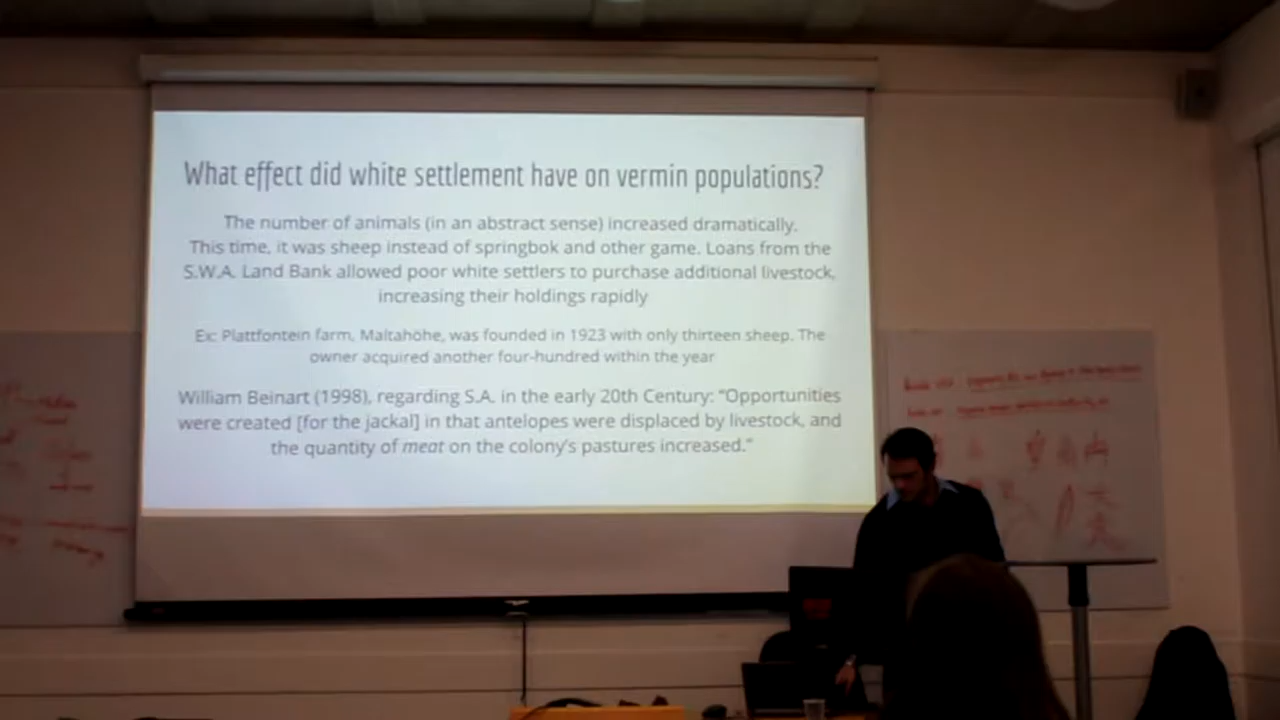 What effect did white settlement have on vermin populations?
The number of animals (in an abstract sense) increased dramatically.
This time, it was sheep instead of springbok and other game. Loans from the
S.W.A. Land Bank allowed poor white settlers to purchase additional livestock,
increasing their holdings rapidly
Ex: Plattfontein farm, Maltahöhe, was founded in 1923 with only thirteen sheep. The
owner acquired another four-hundred within the year
William Beinart (1998), regarding S.A. in the early 20th Century: "Opportunities
were created [for the jackal] in that antelopes were displaced by livestock, and
the quantity of meat on the colony's pastures increased."